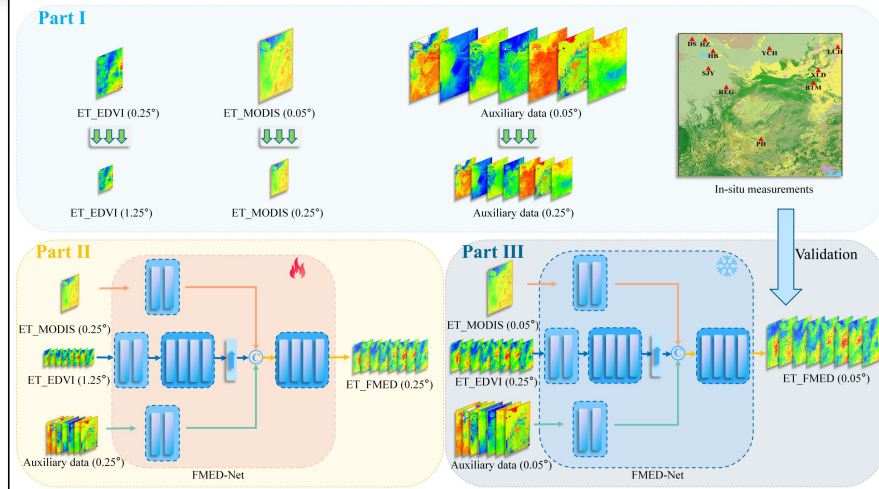 Part I
ET_EDVI (0.25°)
ET_MODIS (0.05°)
Auxiliary data (0.05°)
ET_EDVI (1.25°)
ET_MODIS (0.25°)
Auxiliary data (0.25°)
DS
HZ
HB
YCH
LCH
SJY
XLD
REG
BTM
PD
In-situ measurements
Part II
ET_MODIS (0.25°)
ET_EDVI (1.25°)
Auxiliary data (0.25°)
C
ET_FMED (0.25°)
FMED-Net
Part III
Validation
ET_MODIS (0.05°)
ET_EDVI (0.25°)
Auxiliary data (0.05°)
C
ET_FMED (0.05°)
FMED-Net